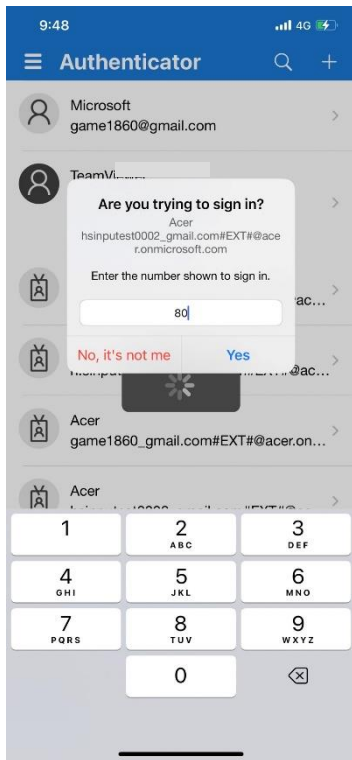 9:48
4G
Authenticator
Microsoft
game1860@gmail.com
Are you trying to sign in?
Acer
hsinputest0002_gmail.com#EXT#@ace
r.onmicrosoft.com
Enter the number shown to sign in.
80
No, it's not me
Yes
Acer
game1860_gmail.com#EXT#@acer.on...
Acer
1
2
ABC
3
DEF
4
GHI
5
JKL
6
MNO
7
PQRS
8
TUV
9
WXYZ
0